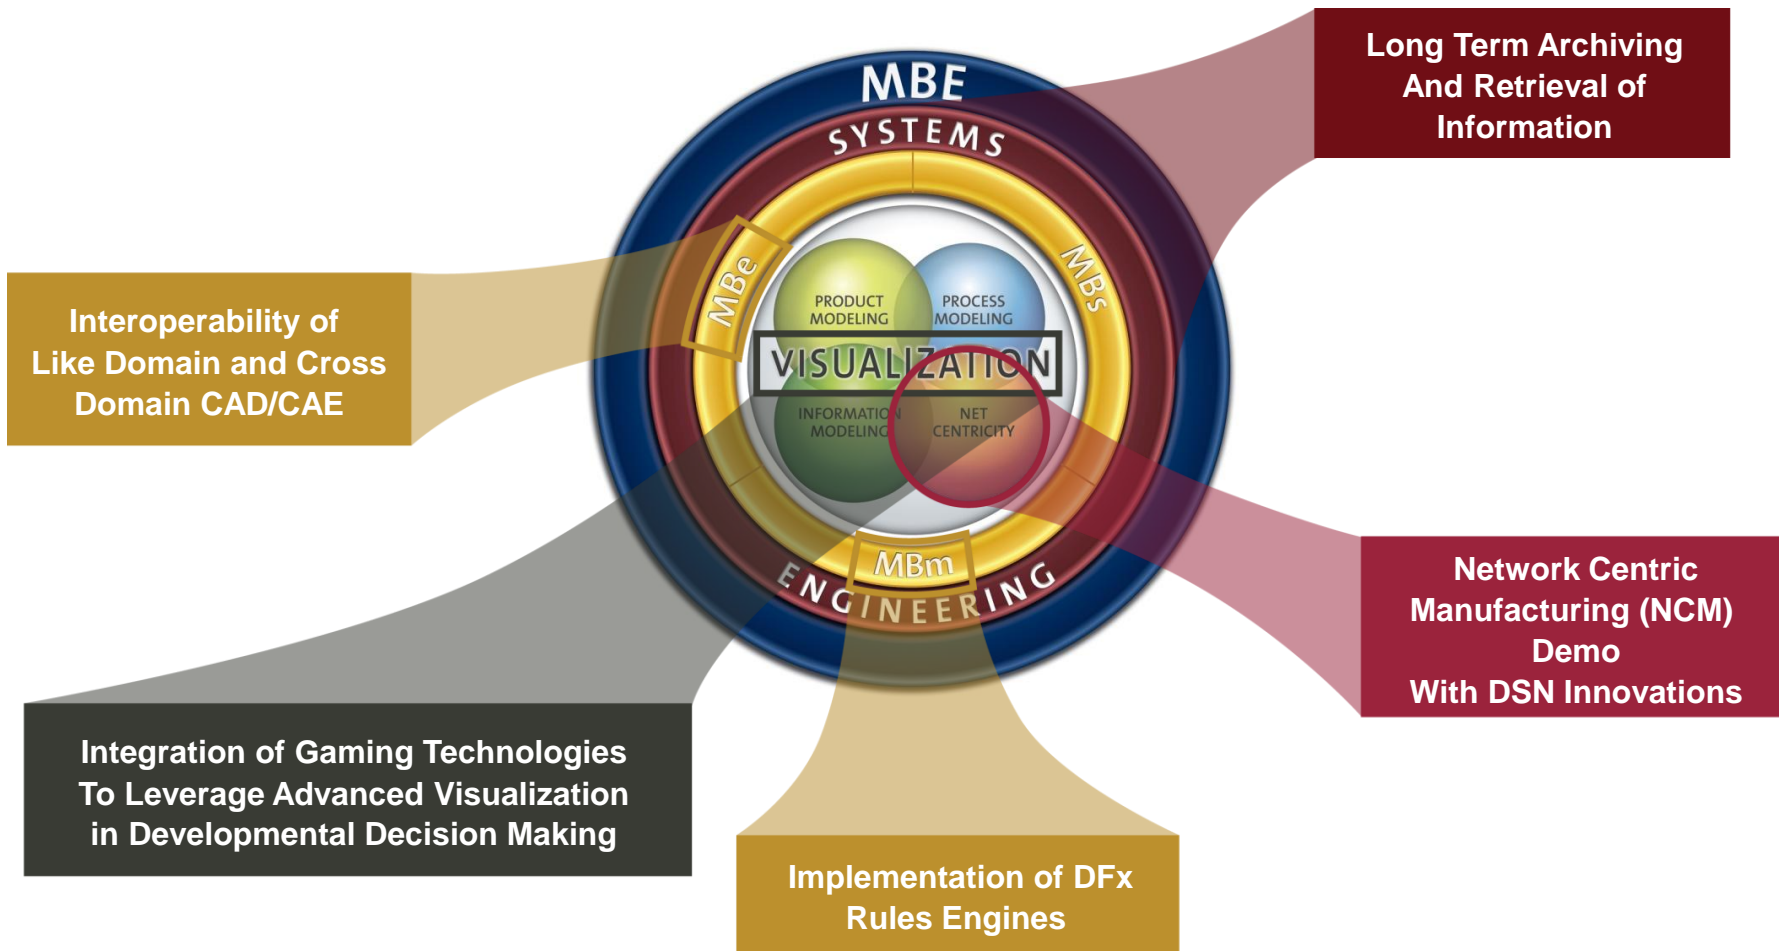 Long Term Archiving
And Retrieval of
Information
MBE
SYSTEMS
MBe
MBs
PRODUCT
MODELING
PROCESS
MODELING
VISUALIZATION
INFORMATION
MODELING
NET
CENTRICITY
MBm
ENGINEERING
Interoperability of
Like Domain and Cross
Domain CAD/CAE
Network Centric
Manufacturing (NCM)
Demo
With DSN Innovations
Integration of Gaming Technologies
To Leverage Advanced Visualization
in Developmental Decision Making
Implementation of DFx
Rules Engines